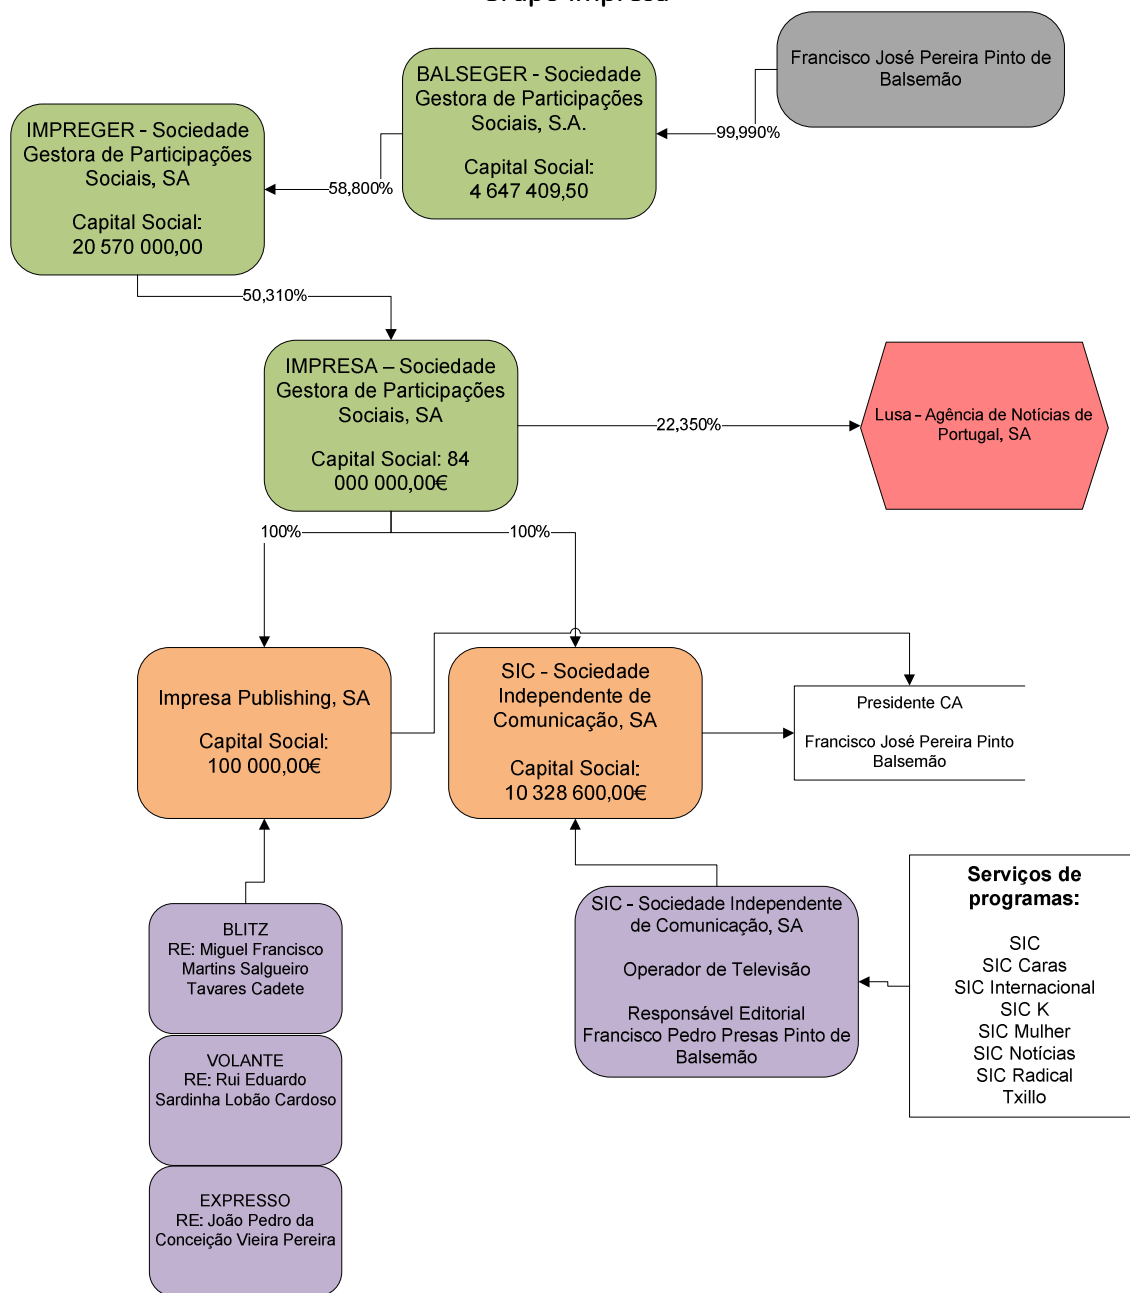 Grupo Impresa
Francisco José Pereira Pinto de
Balsemão
BALSEGER - Sociedade
Gestora de Participações
Sociais, S.A.
Capital Social:
4 647 409,50
99,990%
IMPREGER - Sociedade
Gestora de Participações
Sociais, SA
Capital Social:
20 570 000,00
58,800%
50,310%
IMPRESA – Sociedade
Gestora de Participações
Sociais, SA
Capital Social: 84
000 000,00€
22,350%
Lusa – Agência de Notícias de
Portugal, SA
100%
100%
Impresa Publishing, SA
Capital Social:
100 000,00€
SIC - Sociedade
Independente de
Comunicação, SA
Capital Social:
10 328 600,00€
Presidente CA
Francisco José Pereira Pinto
Balsemão
BLITZ
RE: Miguel Francisco
Martins Salgueiro
Tavares Cadete
VOLANTE
RE: Rui Eduardo
Sardinha Lobão Cardoso
EXPRESSO
RE: João Pedro da
Conceição Vieira Pereira
SIC - Sociedade Independente
de Comunicação, SA
Operador de Televisão
Responsável Editorial
Francisco Pedro Presas Pinto de
Balsemão
Serviços de
programas:
SIC
SIC Caras
SIC Internacional
SIC K
SIC Mulher
SIC Notícias
SIC Radical
Txillo